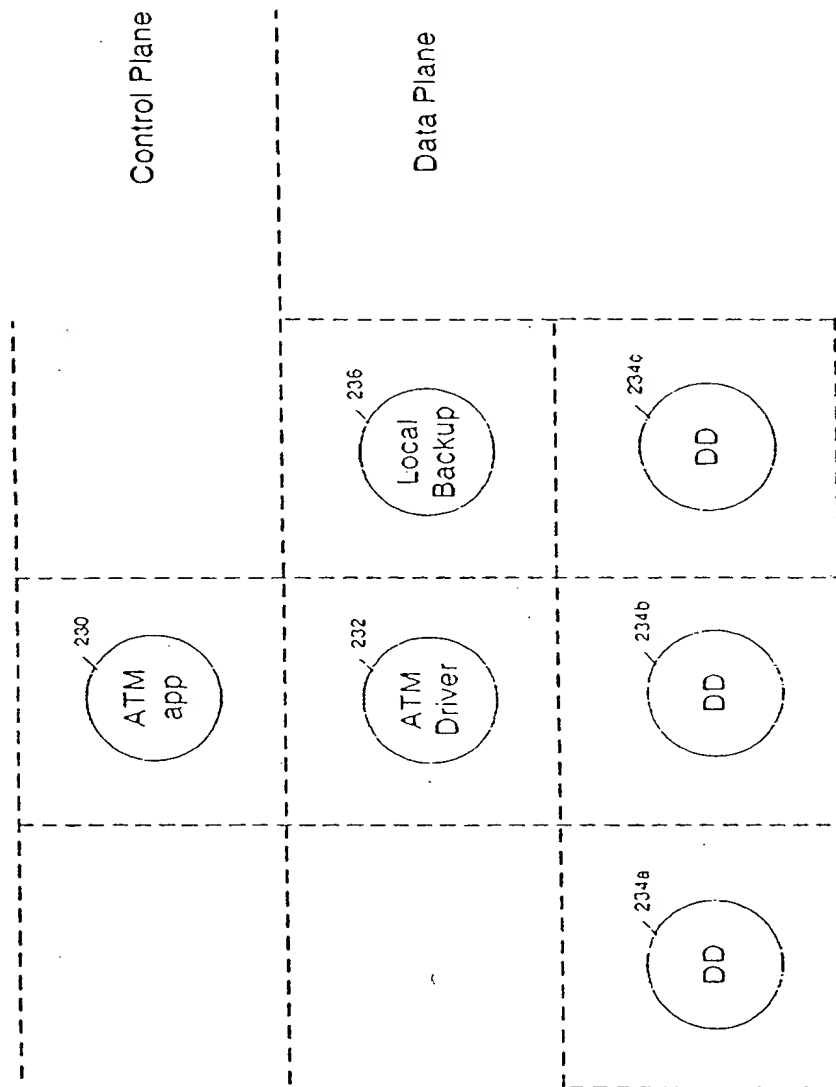 Control Plane
230
ATM
app
Data Plane
232
ATM
Driver
236
Local
Backup
234a
DD
234b
DD
234c
DD